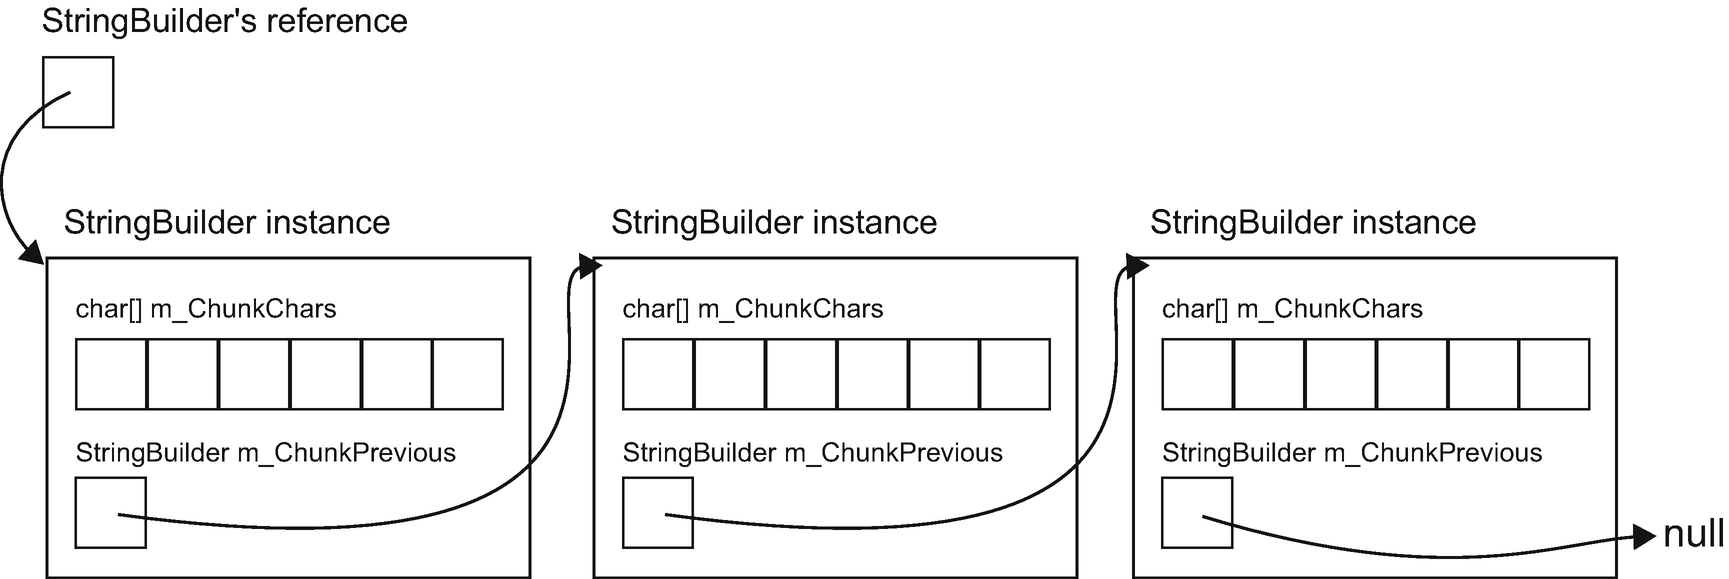 StringBuilder's reference
StringBuilder instance
StringBuilder instance
StringBuilder instance
char[] m_ChunkChars
char[] m_ChunkChars
char[] m_ChunkChars
StringBuilder m_ChunkPrevious
StringBuilder m_ChunkPrevious
StringBuilder m_ChunkPrevious
null